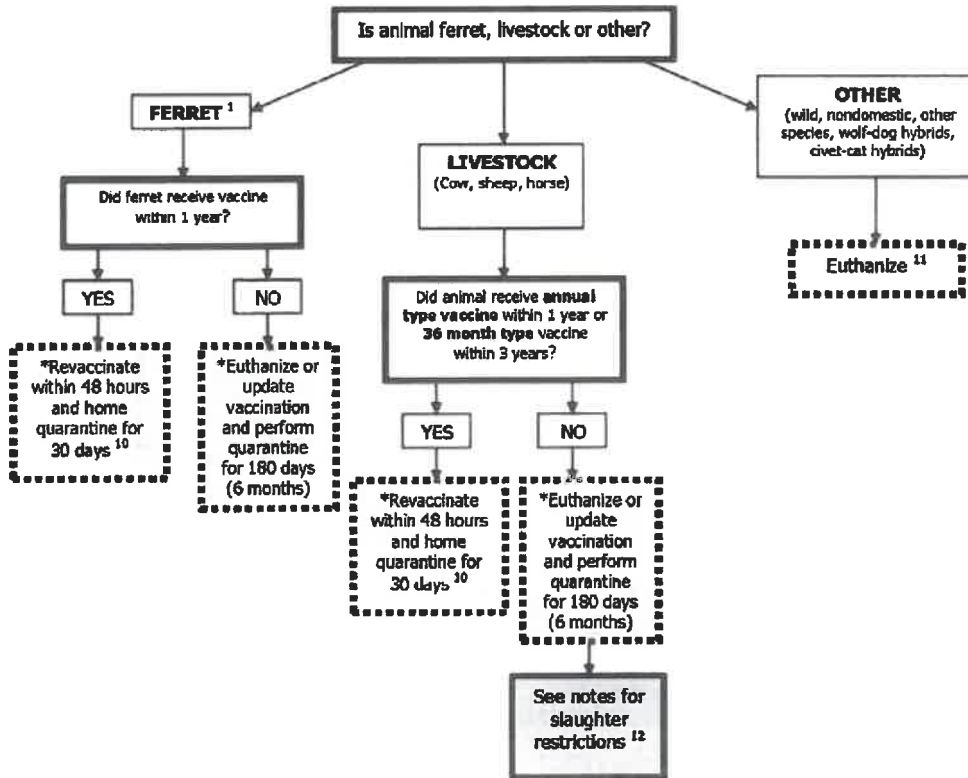 Is animal ferret, livestock or other?
FERRET 1
Did ferret receive vaccine
within 1 year?
YES
NO
*Revaccinate
within 48 hours
and home
quarantine for
30 days 10
*Euthanize or
update
vaccination
and perform
quarantine
for 180 days
(6 months)
LIVESTOCK
(Cow, sheep, horse)
Did animal receive annual
type vaccine within 1 year or
36 month type vaccine
within 3 years?
YES
NO
*Revaccinate
within 48 hours
and home
quarantine for
30 days 10
*Euthanize or
update
vaccination
and perform
quarantine
for 180 days
(6 months)
See notes for
slaughter
restrictions 12
OTHER
(wild, nondomestic, other
species, wolf-dog hybrids,
civet-cat hybrids)
Euthanize 11